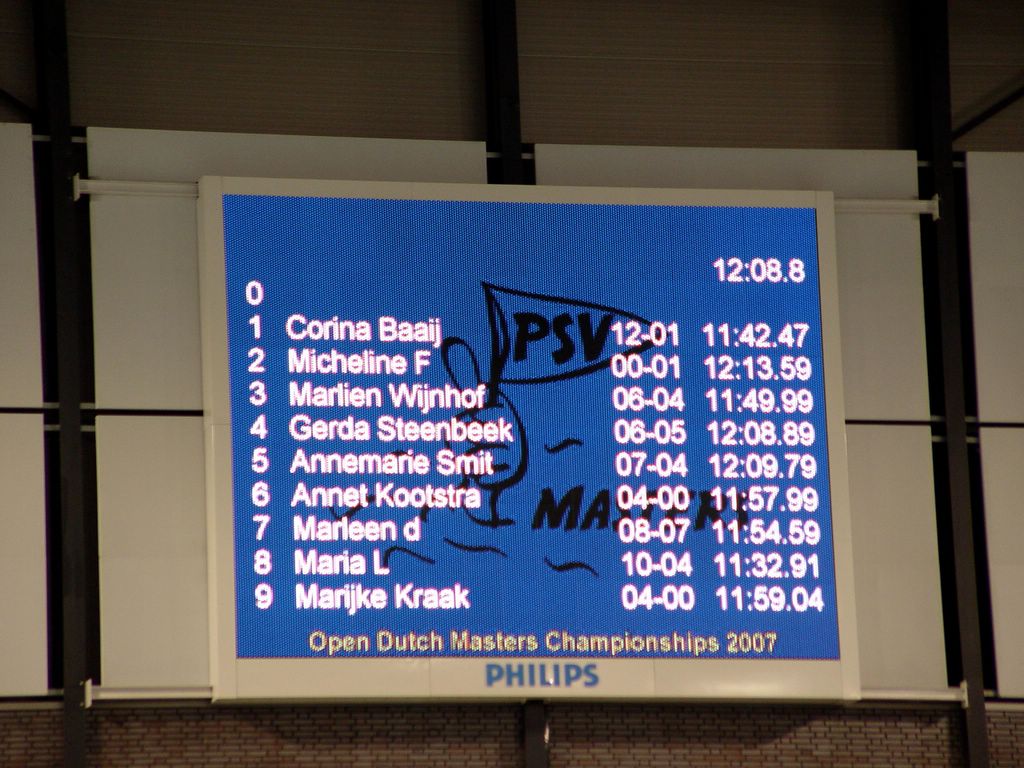 12:08.8
0
1 Corina Baaij 12-01 11:42.47
2 Micheline F 00-01 12:13.59
3 Marlien Wijnhof 06-04 11:49.99
4 Gerda Steenbeek 06-05 12:08.89
5 Annemarie Smit 07-04 12:09.79
6 Annet Kootstra 04-00 11:57.99
7 Marleen d 08-07 11:54.59
8 Maria L 10-04 11:32.91
9 Marijke Kraak 04-00 11:59.04
PSV
MASTERS
Open Dutch Masters Championships 2007
PHILIPS